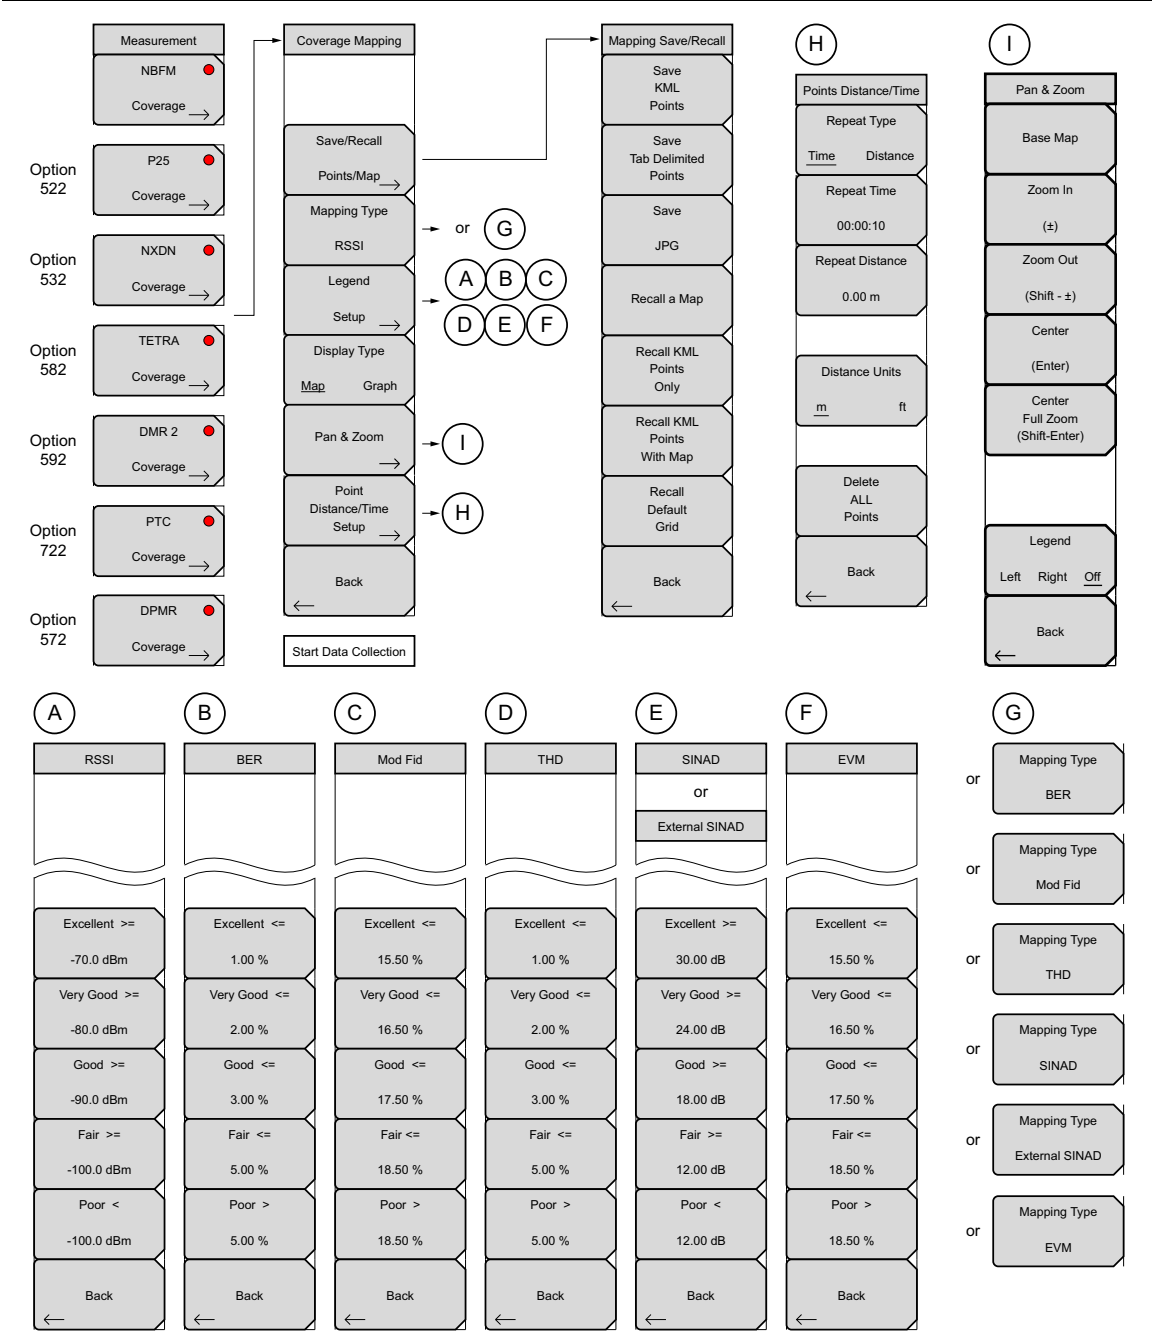 Measurement
NBFM
Coverage
Option
522
P25
Coverage
Option
532
NXDN
Coverage
Option
582
TETRA
Coverage
Option
592
DMR 2
Coverage
Option
722
PTC
Coverage
Option
572
DPMR
Coverage
Coverage Mapping
Save/Recall
Points/Map
Mapping Type
RSSI
or G
Legend
Setup
A B C
D E F
Display Type
Map Graph
Pan & Zoom
I
Point
Distance/Time
Setup
H
Back
Start Data Collection
Mapping Save/Recall
Save
KML
Points
Save
Tab Delimited
Points
Save
JPG
Recall a Map
Recall KML
Points
Only
Recall KML
Points
With Map
Recall
Default
Grid
Back
H
Points Distance/Time
Repeat Type
Time Distance
Repeat Time
00:00:10
Repeat Distance
0.00 m
Distance Units
m ft
Delete
ALL
Points
Back
I
Pan & Zoom
Base Map
Zoom In
(±)
Zoom Out
(Shift - ±)
Center
(Enter)
Center
Full Zoom
(Shift-Enter)
Legend
Left Right Off
Back
A
RSSI
Excellent >=
-70.0 dBm
Very Good >=
-80.0 dBm
Good >=
-90.0 dBm
Fair >=
-100.0 dBm
Poor <
-100.0 dBm
Back
B
BER
Excellent <=
1.00 %
Very Good <=
2.00 %
Good <=
3.00 %
Fair <=
5.00 %
Poor >
5.00 %
Back
C
Mod Fid
Excellent <=
15.50 %
Very Good <=
16.50 %
Good <=
17.50 %
Fair <=
18.50 %
Poor >
18.50 %
Back
D
THD
Excellent <=
1.00 %
Very Good <=
2.00 %
Good <=
3.00 %
Fair <=
5.00 %
Poor >
5.00 %
Back
E
SINAD
or
External SINAD
Excellent >=
30.00 dB
Very Good >=
24.00 dB
Good >=
18.00 dB
Fair >=
12.00 dB
Poor <
12.00 dB
Back
F
EVM
Excellent <=
15.50 %
Very Good <=
16.50 %
Good <=
17.50 %
Fair <=
18.50 %
Poor >
18.50 %
Back
G
or
Mapping Type
BER
or
Mapping Type
Mod Fid
or
Mapping Type
THD
or
Mapping Type
SINAD
or
Mapping Type
External SINAD
or
Mapping Type
EVM